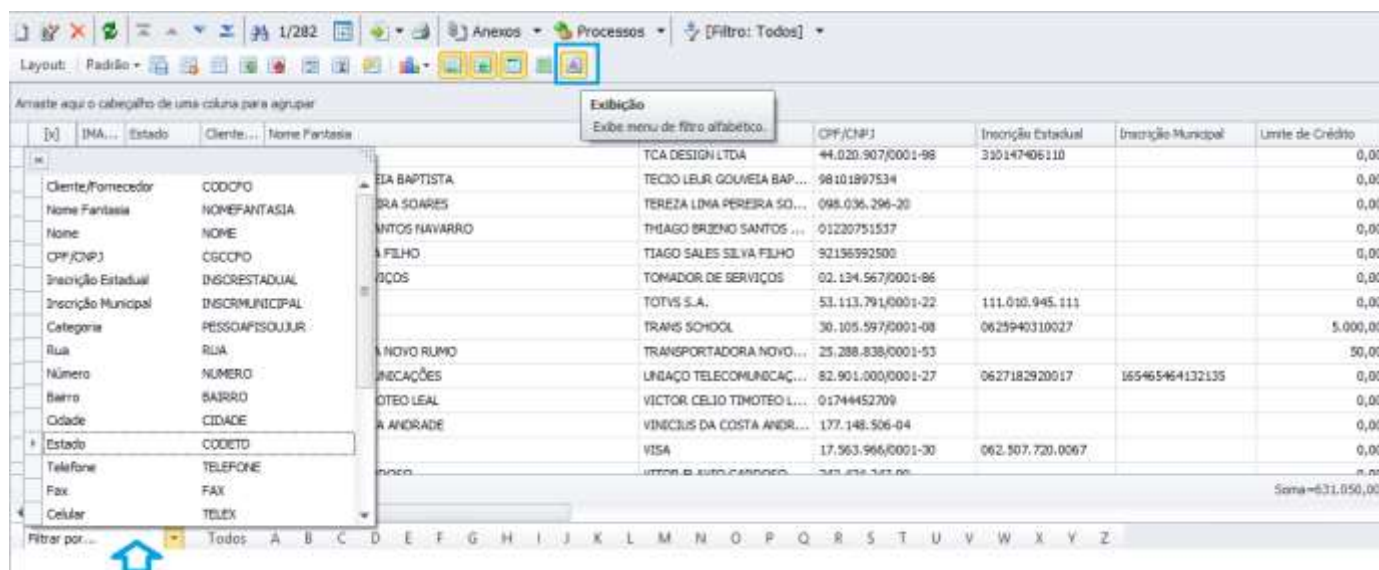 1/282 Anexos Processos [Filtro: Todos]
Layout: Padrão
Arraste aqui o cabeçalho de uma coluna para agrupar
Exibição
Exibe menu de filtro alfabético.
[x] IMA... Estado Cliente... Nome Fantasia CPF/CNPJ Inscrição Estadual Inscrição Municipal Limite de Crédito
TCA DESIGN LTDA 44.020.907/0001-98 310147406110 0,00
Cliente/Fornecedor CODCFO EIA BAPTISTA TECIO LEUR GOUVEIA BAP... 98101897534 0,00
Nome Fantasia NOMEFANTASIA IRA SOARES TEREZA LIMA PEREIRA SO... 098.036.296-20 0,00
Nome NOME ANTOS NAVARRO THIAGO BRIENO SANTOS ... 01220751537 0,00
CPF/CNPJ CGCCFO A FILHO TIAGO SALES SILVA FILHO 92156592500 0,00
Inscrição Estadual INSCRESTADUAL VIÇOS TOMADOR DE SERVIÇOS 02.134.567/0001-86 0,00
Inscrição Municipal INSCRMUNICIPAL TOTVS S.A. 53.113.791/0001-22 111.010.945.111 0,00
Categoria PESSOAFISOUJUR TRANS SCHOOL 30.105.597/0001-08 0625940310027 5.000,00
Rua RUA A NOVO RUMO TRANSPORTADORA NOVO... 25.288.838/0001-53 50,00
Número NUMERO UNICAÇÕES UNIAÇO TELECOMUNICAÇ... 82.901.000/0001-27 0627182920017 165465464132135 0,00
Bairro BAIRRO OTEO LEAL VICTOR CELIO TIMOTEO L... 01744452709 0,00
Cidade CIDADE A ANDRADE VINICIUS DA COSTA ANDR... 177.148.506-04 0,00
Estado CODETD VISA 17.563.966/0001-30 062.507.720.0067 0,00
Telefone TELEFONE
Fax FAX Soma=631.050,00
Celular TELEX
Filtrar por... Todos A B C D E F G H I J K L M N O P Q R S T U V W X Y Z